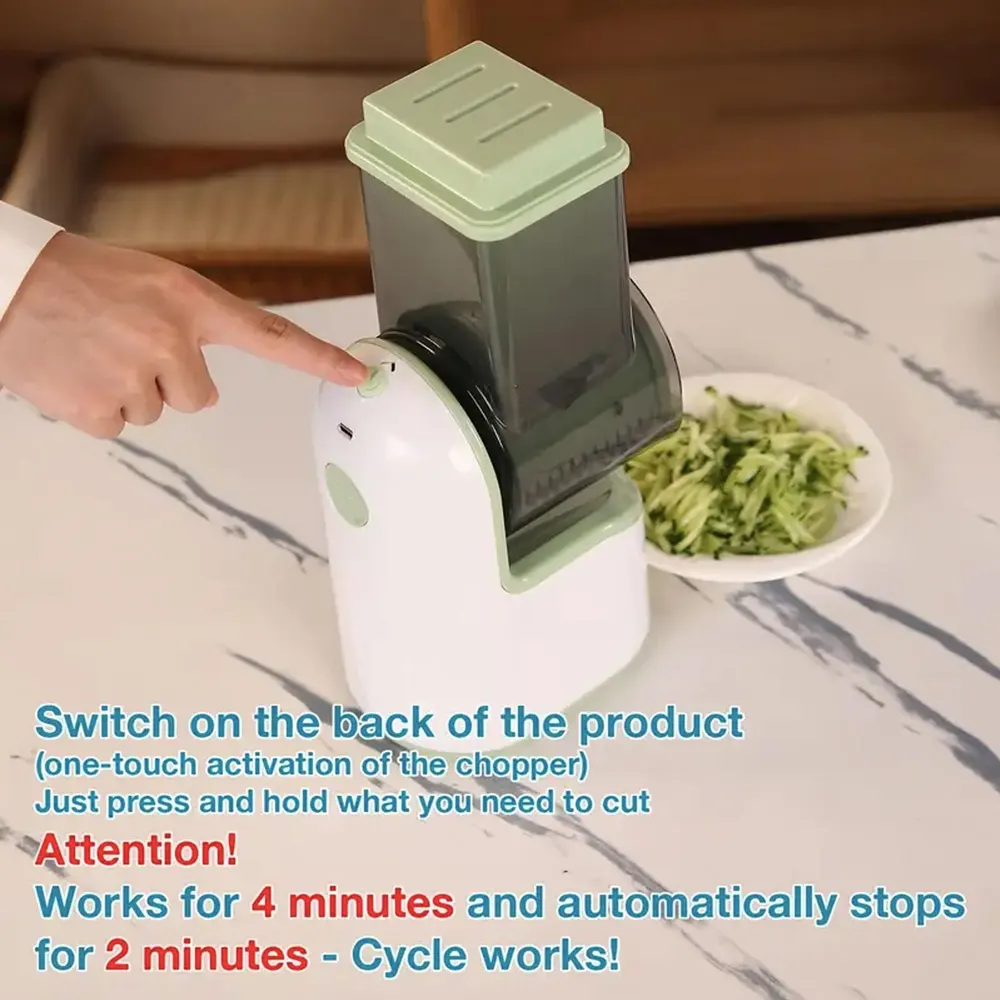 Switch on the back of the product
(one-touch activation of the chopper)
Just press and hold what you need to cut
Attention!
Works for 4 minutes and automatically stops
for 2 minutes - Cycle works!